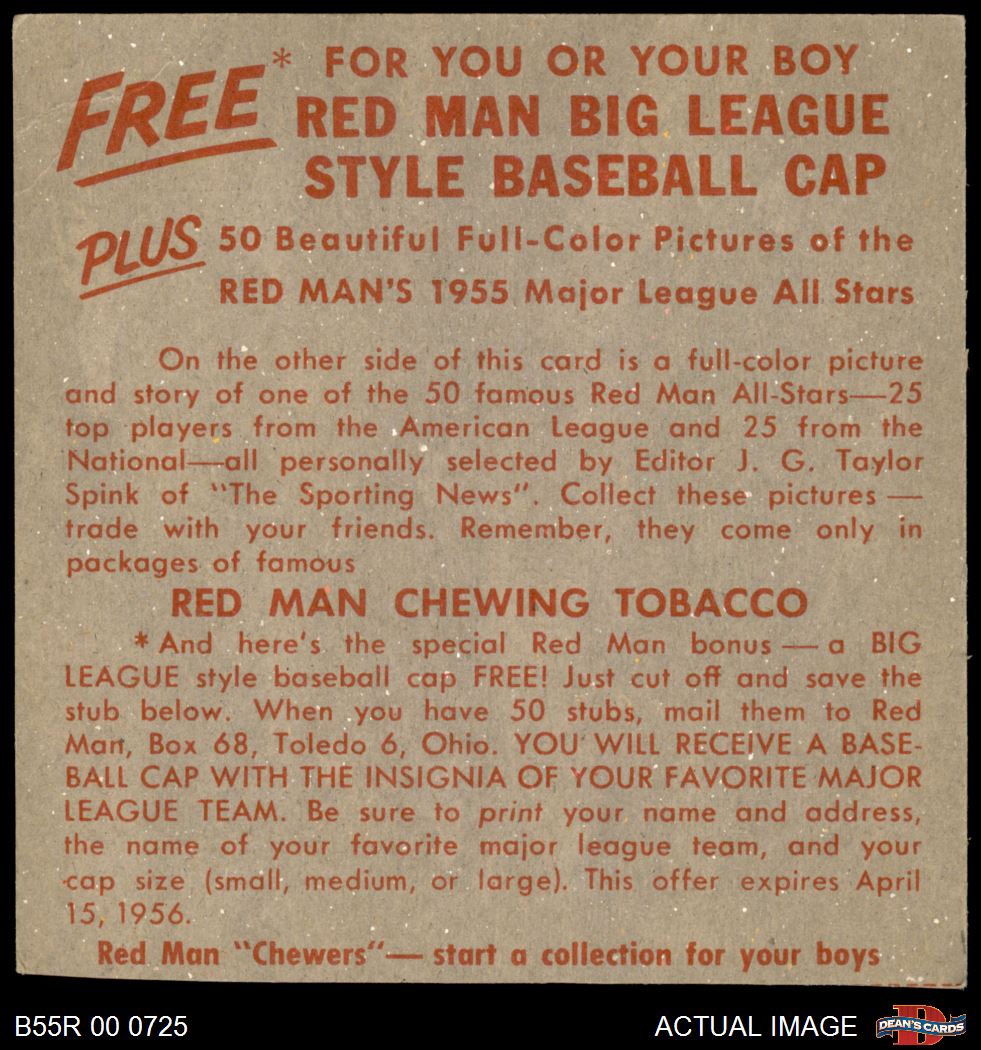 FREE* FOR YOU OR YOUR BOY
RED MAN BIG LEAGUE
STYLE BASEBALL CAP
PLUS 50 Beautiful Full-Color Pictures of the
RED MAN'S 1955 Major League All Stars
On the other side of this card is a full-color picture
and story of one of the 50 famous Red Man All-Stars—25
top players from the American League and 25 from the
National—all personally selected by Editor J. G. Taylor
Spink of "The Sporting News". Collect these pictures —
trade with your friends. Remember, they come only in
packages of famous
RED MAN CHEWING TOBACCO
* And here's the special Red Man bonus — a BIG
LEAGUE style baseball cap FREE! Just cut off and save the
stub below. When you have 50 stubs, mail them to Red
Man, Box 68, Toledo 6, Ohio. YOU WILL RECEIVE A BASE-
BALL CAP WITH THE INSIGNIA OF YOUR FAVORITE MAJOR
LEAGUE TEAM. Be sure to print your name and address,
the name of your favorite major league team, and your
cap size (small, medium, or large). This offer expires April
15, 1956.
Red Man "Chewers"— start a collection for your boys
B55R 00 0725
ACTUAL IMAGE
D
DEAN'S CARDS